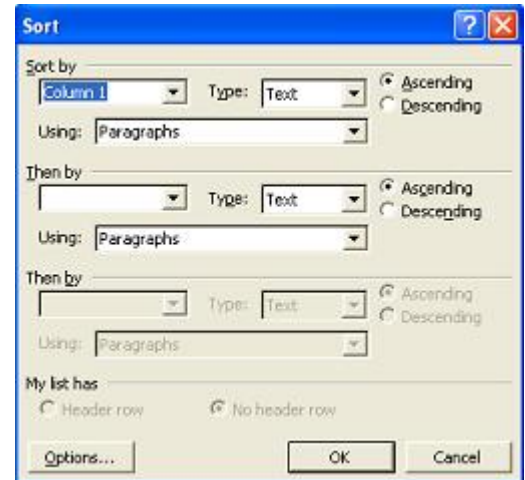 Sort
Sort by
Column 1 Type: Text Ascending
Descending
Using: Paragraphs
Then by
Type: Text Ascending
Descending
Using: Paragraphs
Then by
Type: Text Ascending
Descending
Using: Paragraphs
My list has
Header row No header row
Options... OK Cancel